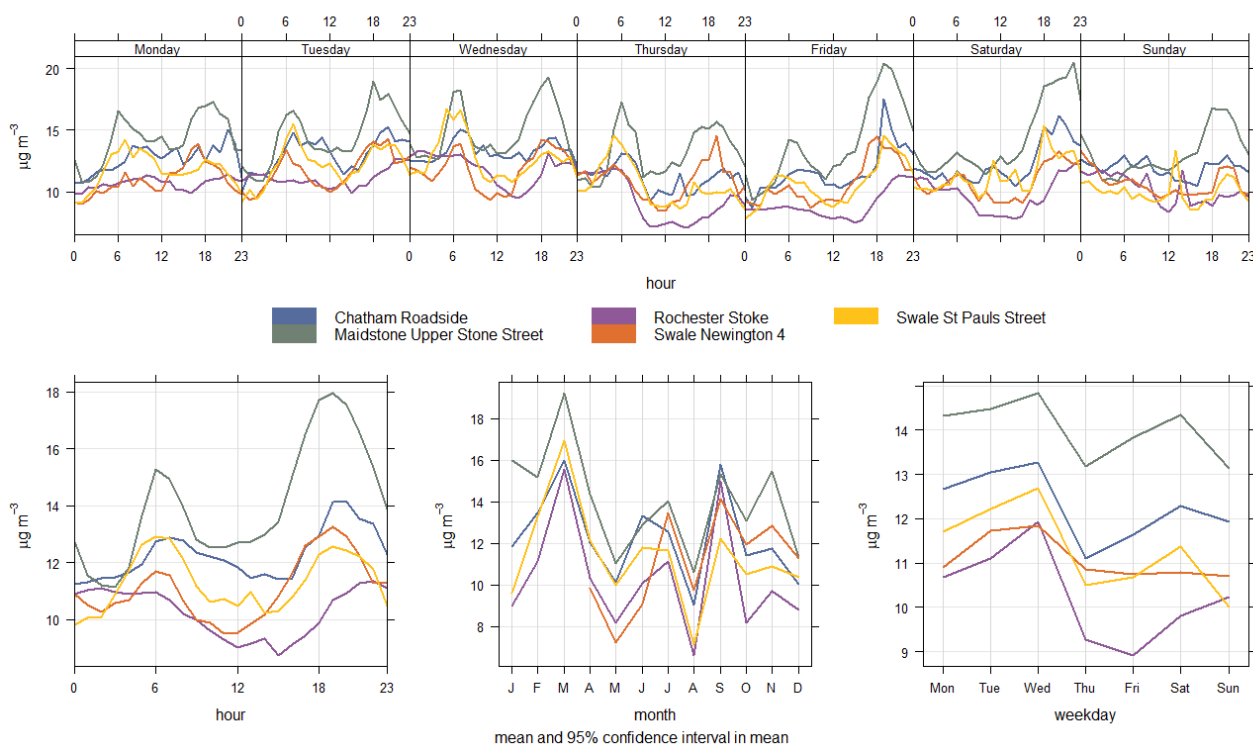 0 6 12 18 23 0 6 12 18 23 0 6 12 18 23
Monday Tuesday Wednesday Thursday Friday Saturday Sunday
20
15
10
µg m⁻³
0 6 12 18 23 0 6 12 18 23 0 6 12 18 23 0 6 12 18 23
hour
Chatham Roadside Rochester Stoke Swale St Pauls Street
Maidstone Upper Stone Street Swale Newington 4
18
16
14
12
10
µg m⁻³
0 6 12 18 23
hour
18
16
14
12
10
8
µg m⁻³
J F M A M J J A S O N D
month
14
13
12
11
10
9
µg m⁻³
Mon Tue Wed Thu Fri Sat Sun
weekday
mean and 95% confidence interval in mean